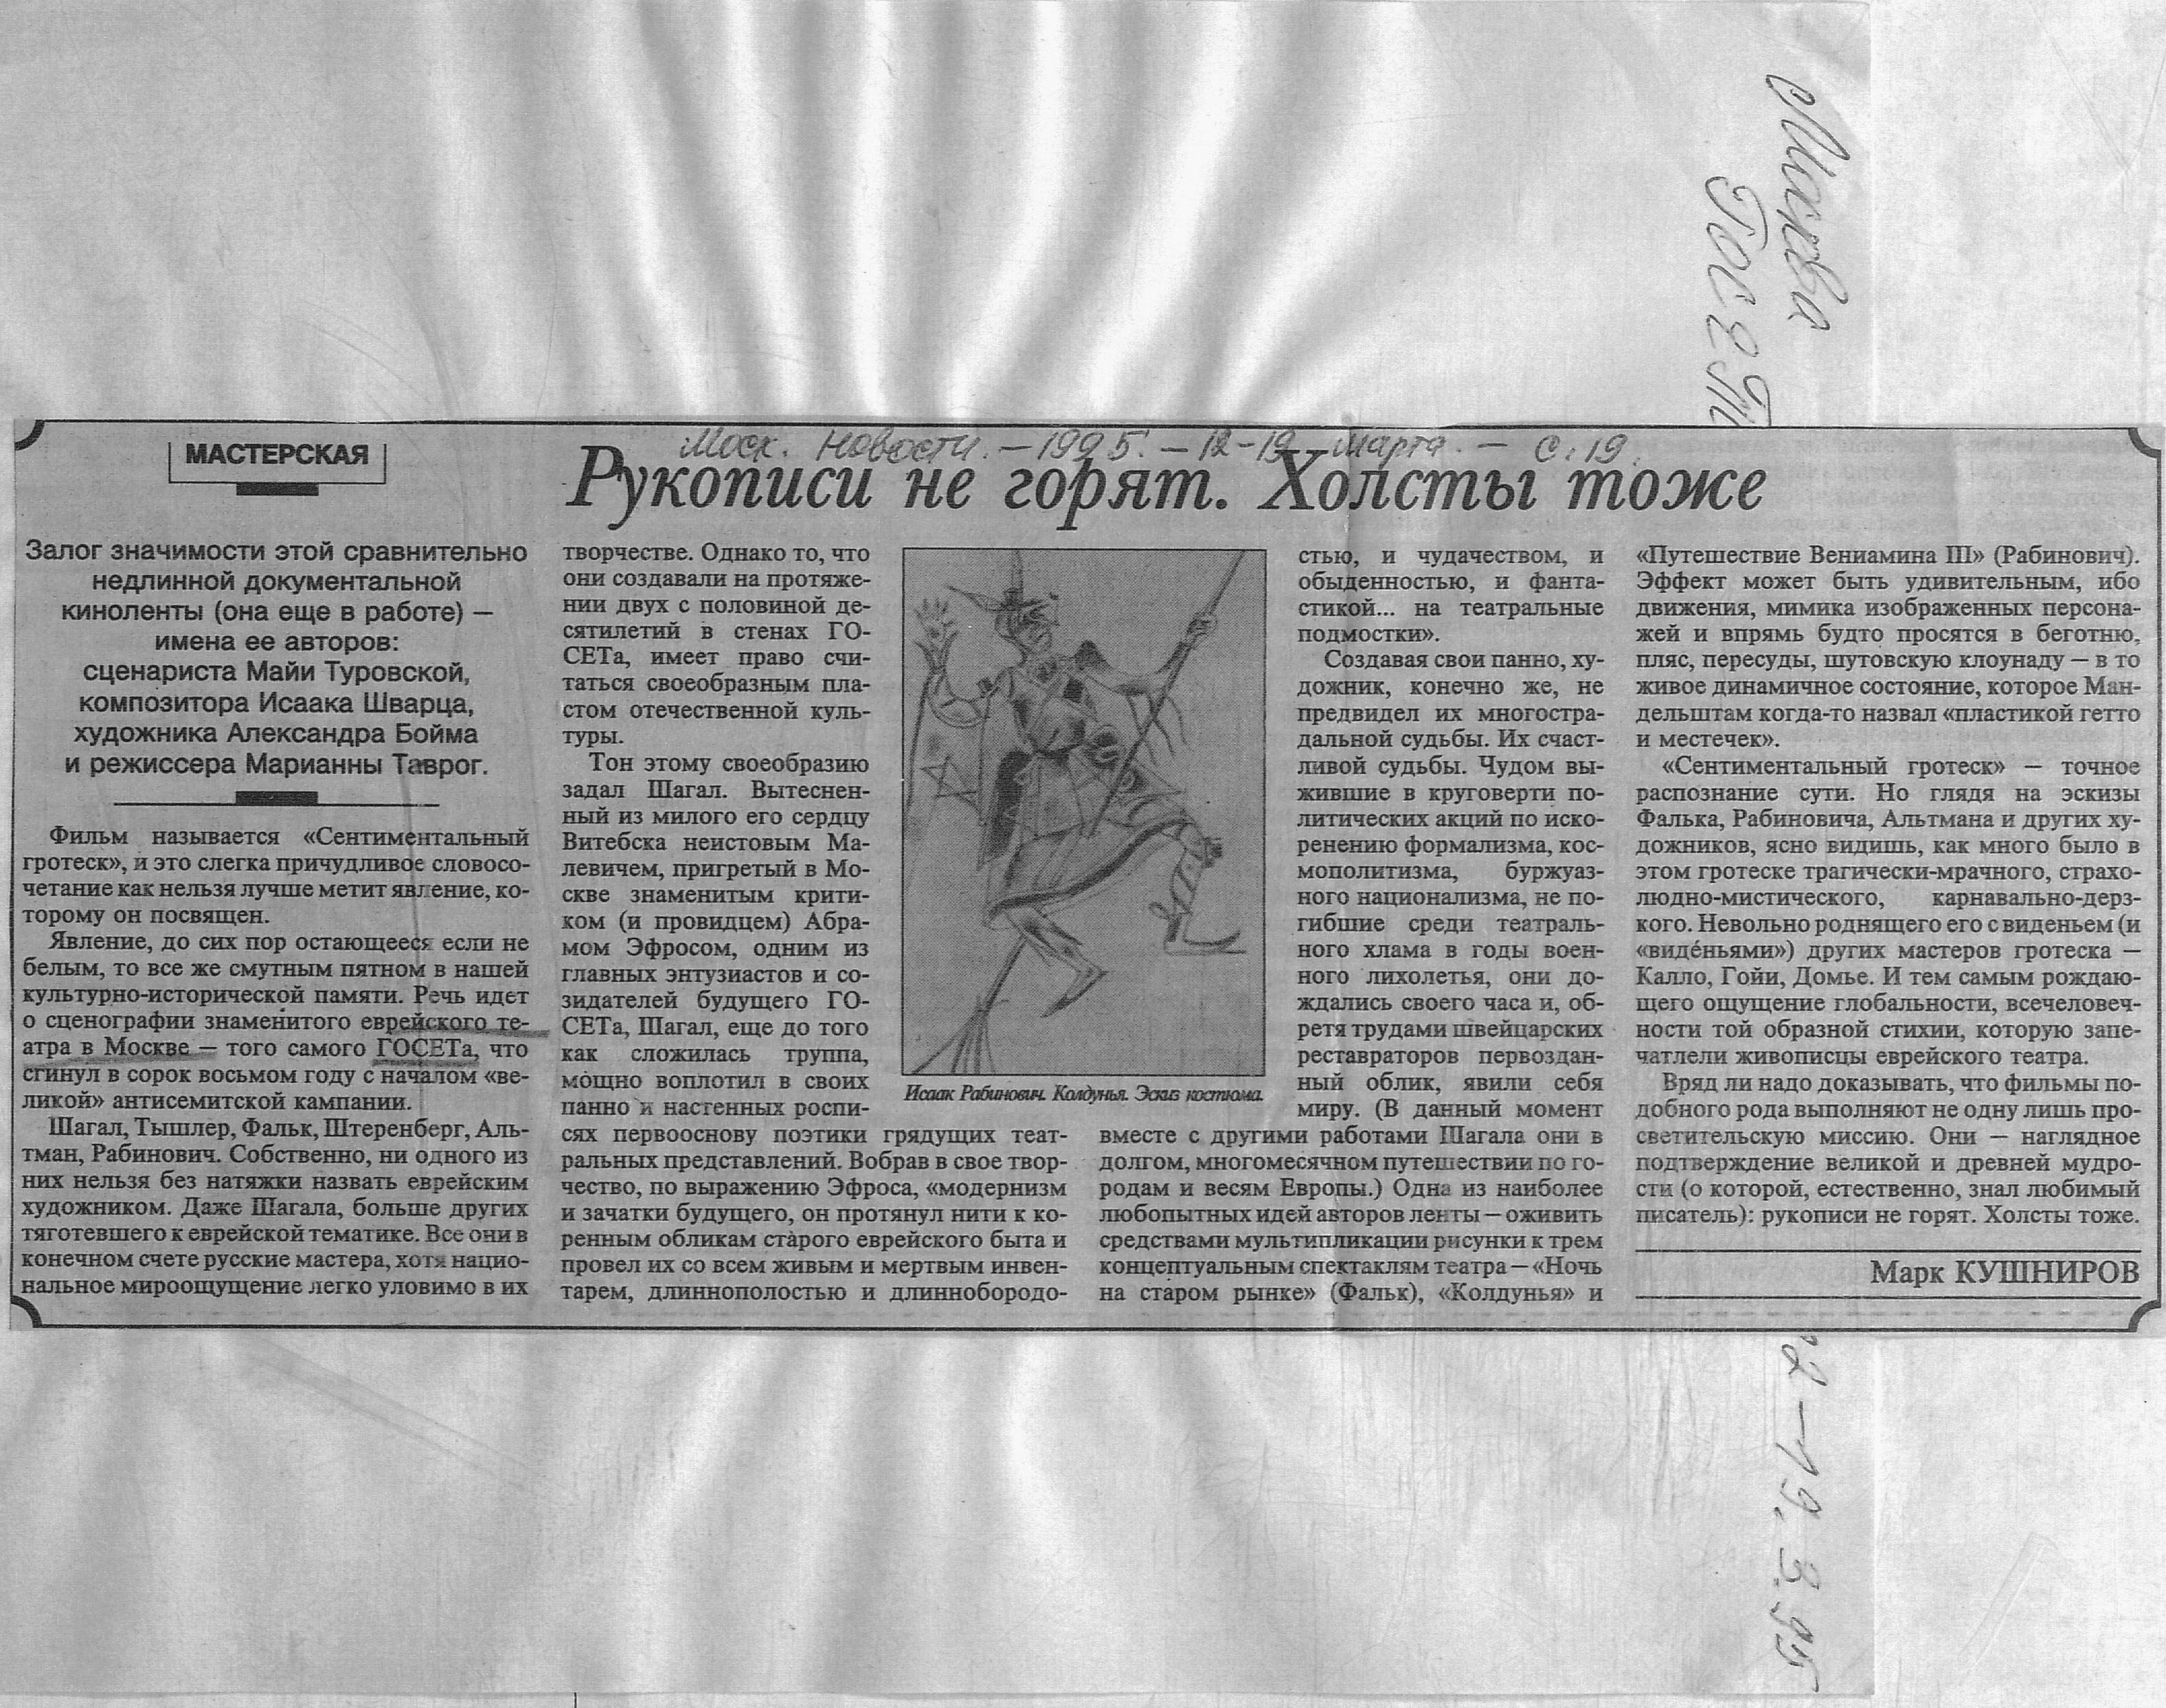 Москва
Госет
МАСТЕРСКАЯ
Моск. новости. – 1995. – 12-19 марта. – С. 19.
Рукописи не горят. Холсты тоже
Залог значимости этой сравнительно
недлинной документальной
киноленты (она еще в работе) —
имена ее авторов:
сценариста Майи Туровской,
композитора Исаака Шварца,
художника Александра Бойма
и режиссера Марианны Таврог.
Фильм называется «Сентиментальный
гротеск», и это слегка причудливое словосо-
четание как нельзя лучше метит явление, ко-
торому он посвящен.
Явление, до сих пор остающееся если не
белым, то все же смутным пятном в нашей
культурно-исторической памяти. Речь идет
о сценографии знаменитого еврейского те-
атра в Москве — того самого ГОСЕТа, что
сгинул в сорок восьмом году с началом «ве-
ликой» антисемитской кампании.
Шагал, Тышлер, Фальк, Штеренберг, Аль-
тман, Рабинович. Собственно, ни одного из
них нельзя без натяжки назвать еврейским
художником. Даже Шагала, больше других
тяготевшего к еврейской тематике. Все они в
конечном счете русские мастера, хотя нацио-
нальное мироощущение легко уловимо в их
творчестве. Однако то, что
они создавали на протяже-
нии двух с половиной де-
сятилетий в стенах ГО-
СЕТа, имеет право счи-
таться своеобразным пла-
стом отечественной куль-
туры.
Тон этому своеобразию
задал Шагал. Вытеснен-
ный из милого его сердцу
Витебска неистовым Ма-
левичем, пригретый в Мо-
скве знаменитым крити-
ком (и провидцем) Абра-
мом Эфросом, одним из
главных энтузиастов и со-
зидателей будущего ГО-
СЕТа, Шагал, еще до того
как сложилась труппа,
мощно воплотил в своих
панно и настенных роспи-
сях первооснову поэтики грядущих теат-
ральных представлений. Вобрав в свое твор-
чество, по выражению Эфроса, «модернизм
и зачатки будущего, он протянул нити к ко-
ренным обликам старого еврейского быта и
провел их со всем живым и мертвым инвен-
тарем, длиннополостью и длиннобородо-
Исаак Рабинович. Колдунья. Эскиз костюма.
стью, и чудачеством, и
обыденностью, и фанта-
стикой... на театральные
подмостки».
Создавая свои панно, ху-
дожник, конечно же, не
предвидел их многостра-
дальной судьбы. Их счаст-
ливой судьбы. Чудом вы-
жившие в круговерти по-
литических акций по иско-
ренению формализма, кос-
мополитизма, буржуаз-
ного национализма, не по-
гибшие среди театраль-
ного хлама в годы воен-
ного лихолетья, они до-
ждались своего часа и, об-
ретя трудами швейцарских
реставраторов первоздан-
ный облик, явили себя
миру. (В данный момент
вместе с другими работами Шагала они в
долгом, многомесячном путешествии по го-
родам и весям Европы.) Одна из наиболее
любопытных идей авторов ленты — оживить
средствами мультипликации рисунки к трем
концептуальным спектаклям театра — «Ночь
на старом рынке» (Фальк), «Колдунья» и
«Путешествие Вениамина III» (Рабинович).
Эффект может быть удивительным, ибо
движения, мимика изображенных персона-
жей и впрямь будто просятся в беготню,
пляс, пересуды, шутовскую клоунаду — в то
живое динамичное состояние, которое Ман-
дельштам когда-то назвал «пластикой гетто
и местечек».
«Сентиментальный гротеск» — точное
распознание сути. Но глядя на эскизы
Фалька, Рабиновича, Альтмана и других ху-
дожников, ясно видишь, как много было в
этом гротеске трагически-мрачного, страхо-
людно-мистического, карнавально-дерз-
кого. Невольно роднящего его с виденьем (и
«видéньями») других мастеров гротеска —
Калло, Гойи, Домье. И тем самым рождаю-
щего ощущение глобальности, всечеловеч-
ности той образной стихии, которую запе-
чатлели живописцы еврейского театра.
Вряд ли надо доказывать, что фильмы по-
добного рода выполняют не одну лишь про-
светительскую миссию. Они — наглядное
подтверждение великой и древней мудро-
сти (о которой, естественно, знал любимый
писатель): рукописи не горят. Холсты тоже.
Марк КУШНИРОВ
2 – 19. 3. 95